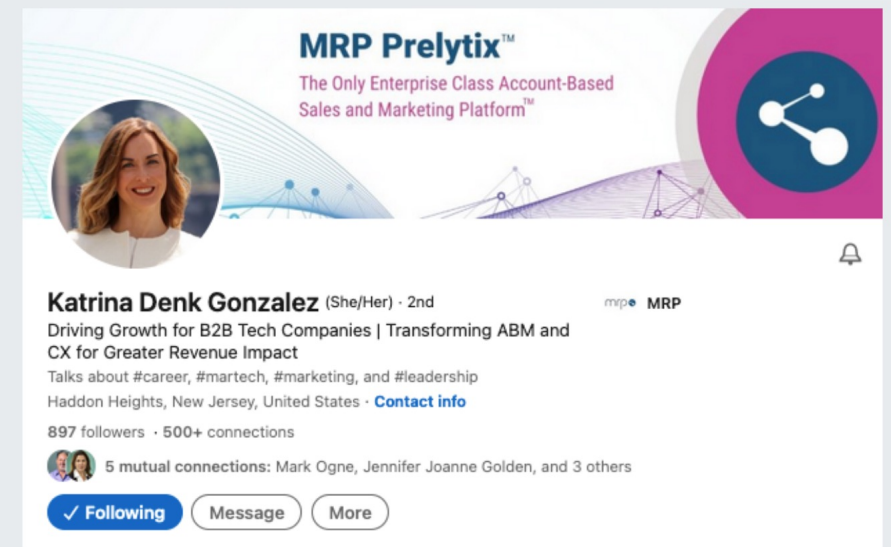 MRP Prelytix™
The Only Enterprise Class Account-Based
Sales and Marketing Platform™
Katrina Denk Gonzalez (She/Her) · 2nd
mrp MRP
Driving Growth for B2B Tech Companies | Transforming ABM and
CX for Greater Revenue Impact
Talks about #career, #martech, #marketing, and #leadership
Haddon Heights, New Jersey, United States · Contact info
897 followers · 500+ connections
5 mutual connections: Mark Ogne, Jennifer Joanne Golden, and 3 others
✓ Following
Message
More